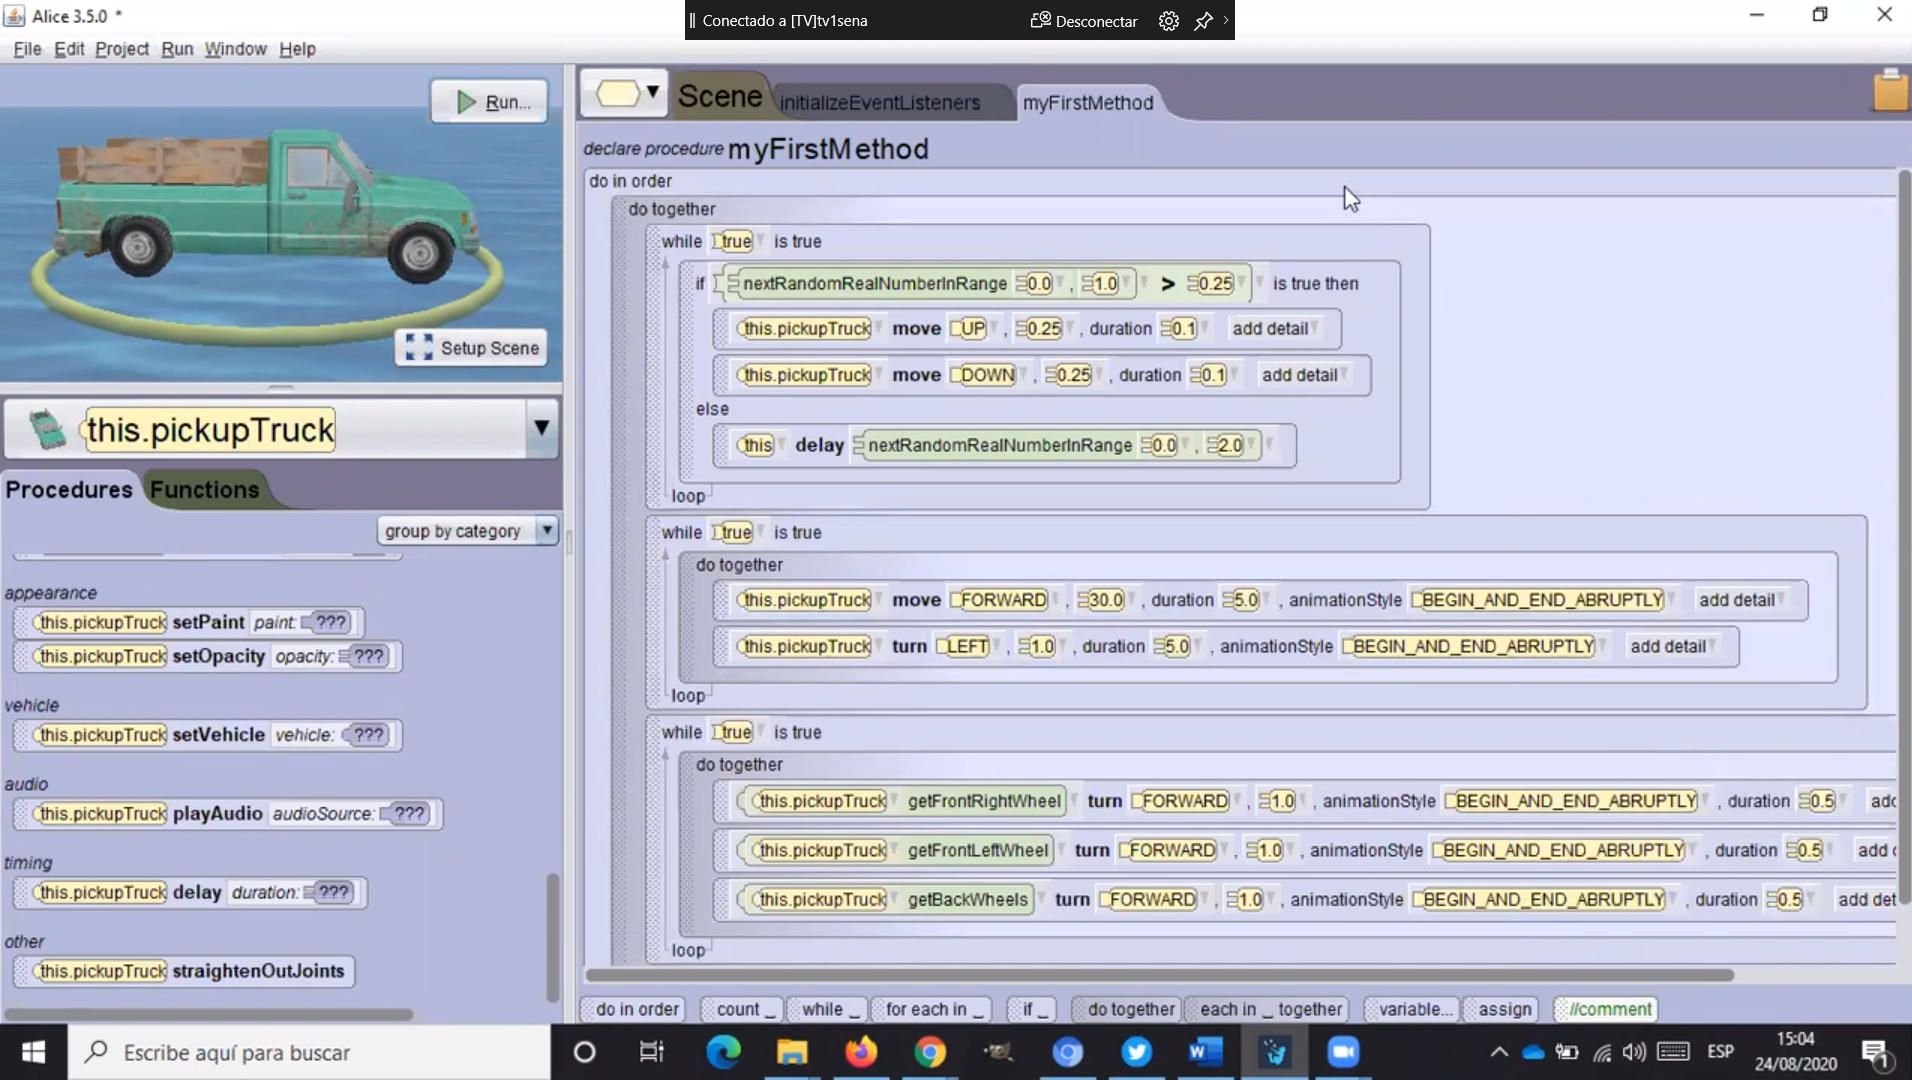 Alice 3.5.0 *
Conectado a [TV]tv1sena Desconectar
File Edit Project Run Window Help
Run...
Setup Scene
this.pickupTruck
Procedures Functions
group by category
appearance
this.pickupTruck setPaint paint: ???
this.pickupTruck setOpacity opacity: ???
vehicle
this.pickupTruck setVehicle vehicle: ???
audio
this.pickupTruck playAudio audioSource: ???
timing
this.pickupTruck delay duration: ???
other
this.pickupTruck straightenOutJoints
Scene initializeEventListeners myFirstMethod
declare procedure myFirstMethod
do in order
do together
while true is true
if nextRandomRealNumberInRange 0.0 , 1.0 > 0.25 is true then
this.pickupTruck move UP , 0.25 , duration 0.1 add detail
this.pickupTruck move DOWN , 0.25 , duration 0.1 add detail
else
this delay nextRandomRealNumberInRange 0.0 , 2.0
loop
while true is true
do together
this.pickupTruck move FORWARD , 30.0 , duration 5.0 , animationStyle BEGIN_AND_END_ABRUPTLY add detail
this.pickupTruck turn LEFT , 1.0 , duration 5.0 , animationStyle BEGIN_AND_END_ABRUPTLY add detail
loop
while true is true
do together
this.pickupTruck getFrontRightWheel turn FORWARD , 1.0 , animationStyle BEGIN_AND_END_ABRUPTLY , duration 0.5 add
this.pickupTruck getFrontLeftWheel turn FORWARD , 1.0 , animationStyle BEGIN_AND_END_ABRUPTLY , duration 0.5 add
this.pickupTruck getBackWheels turn FORWARD , 1.0 , animationStyle BEGIN_AND_END_ABRUPTLY , duration 0.5 add det
loop
do in order count _ while _ for each in _ if _ do together each in _ together variable... assign //comment
Escribe aquí para buscar
ESP
15:04
24/08/2020
1